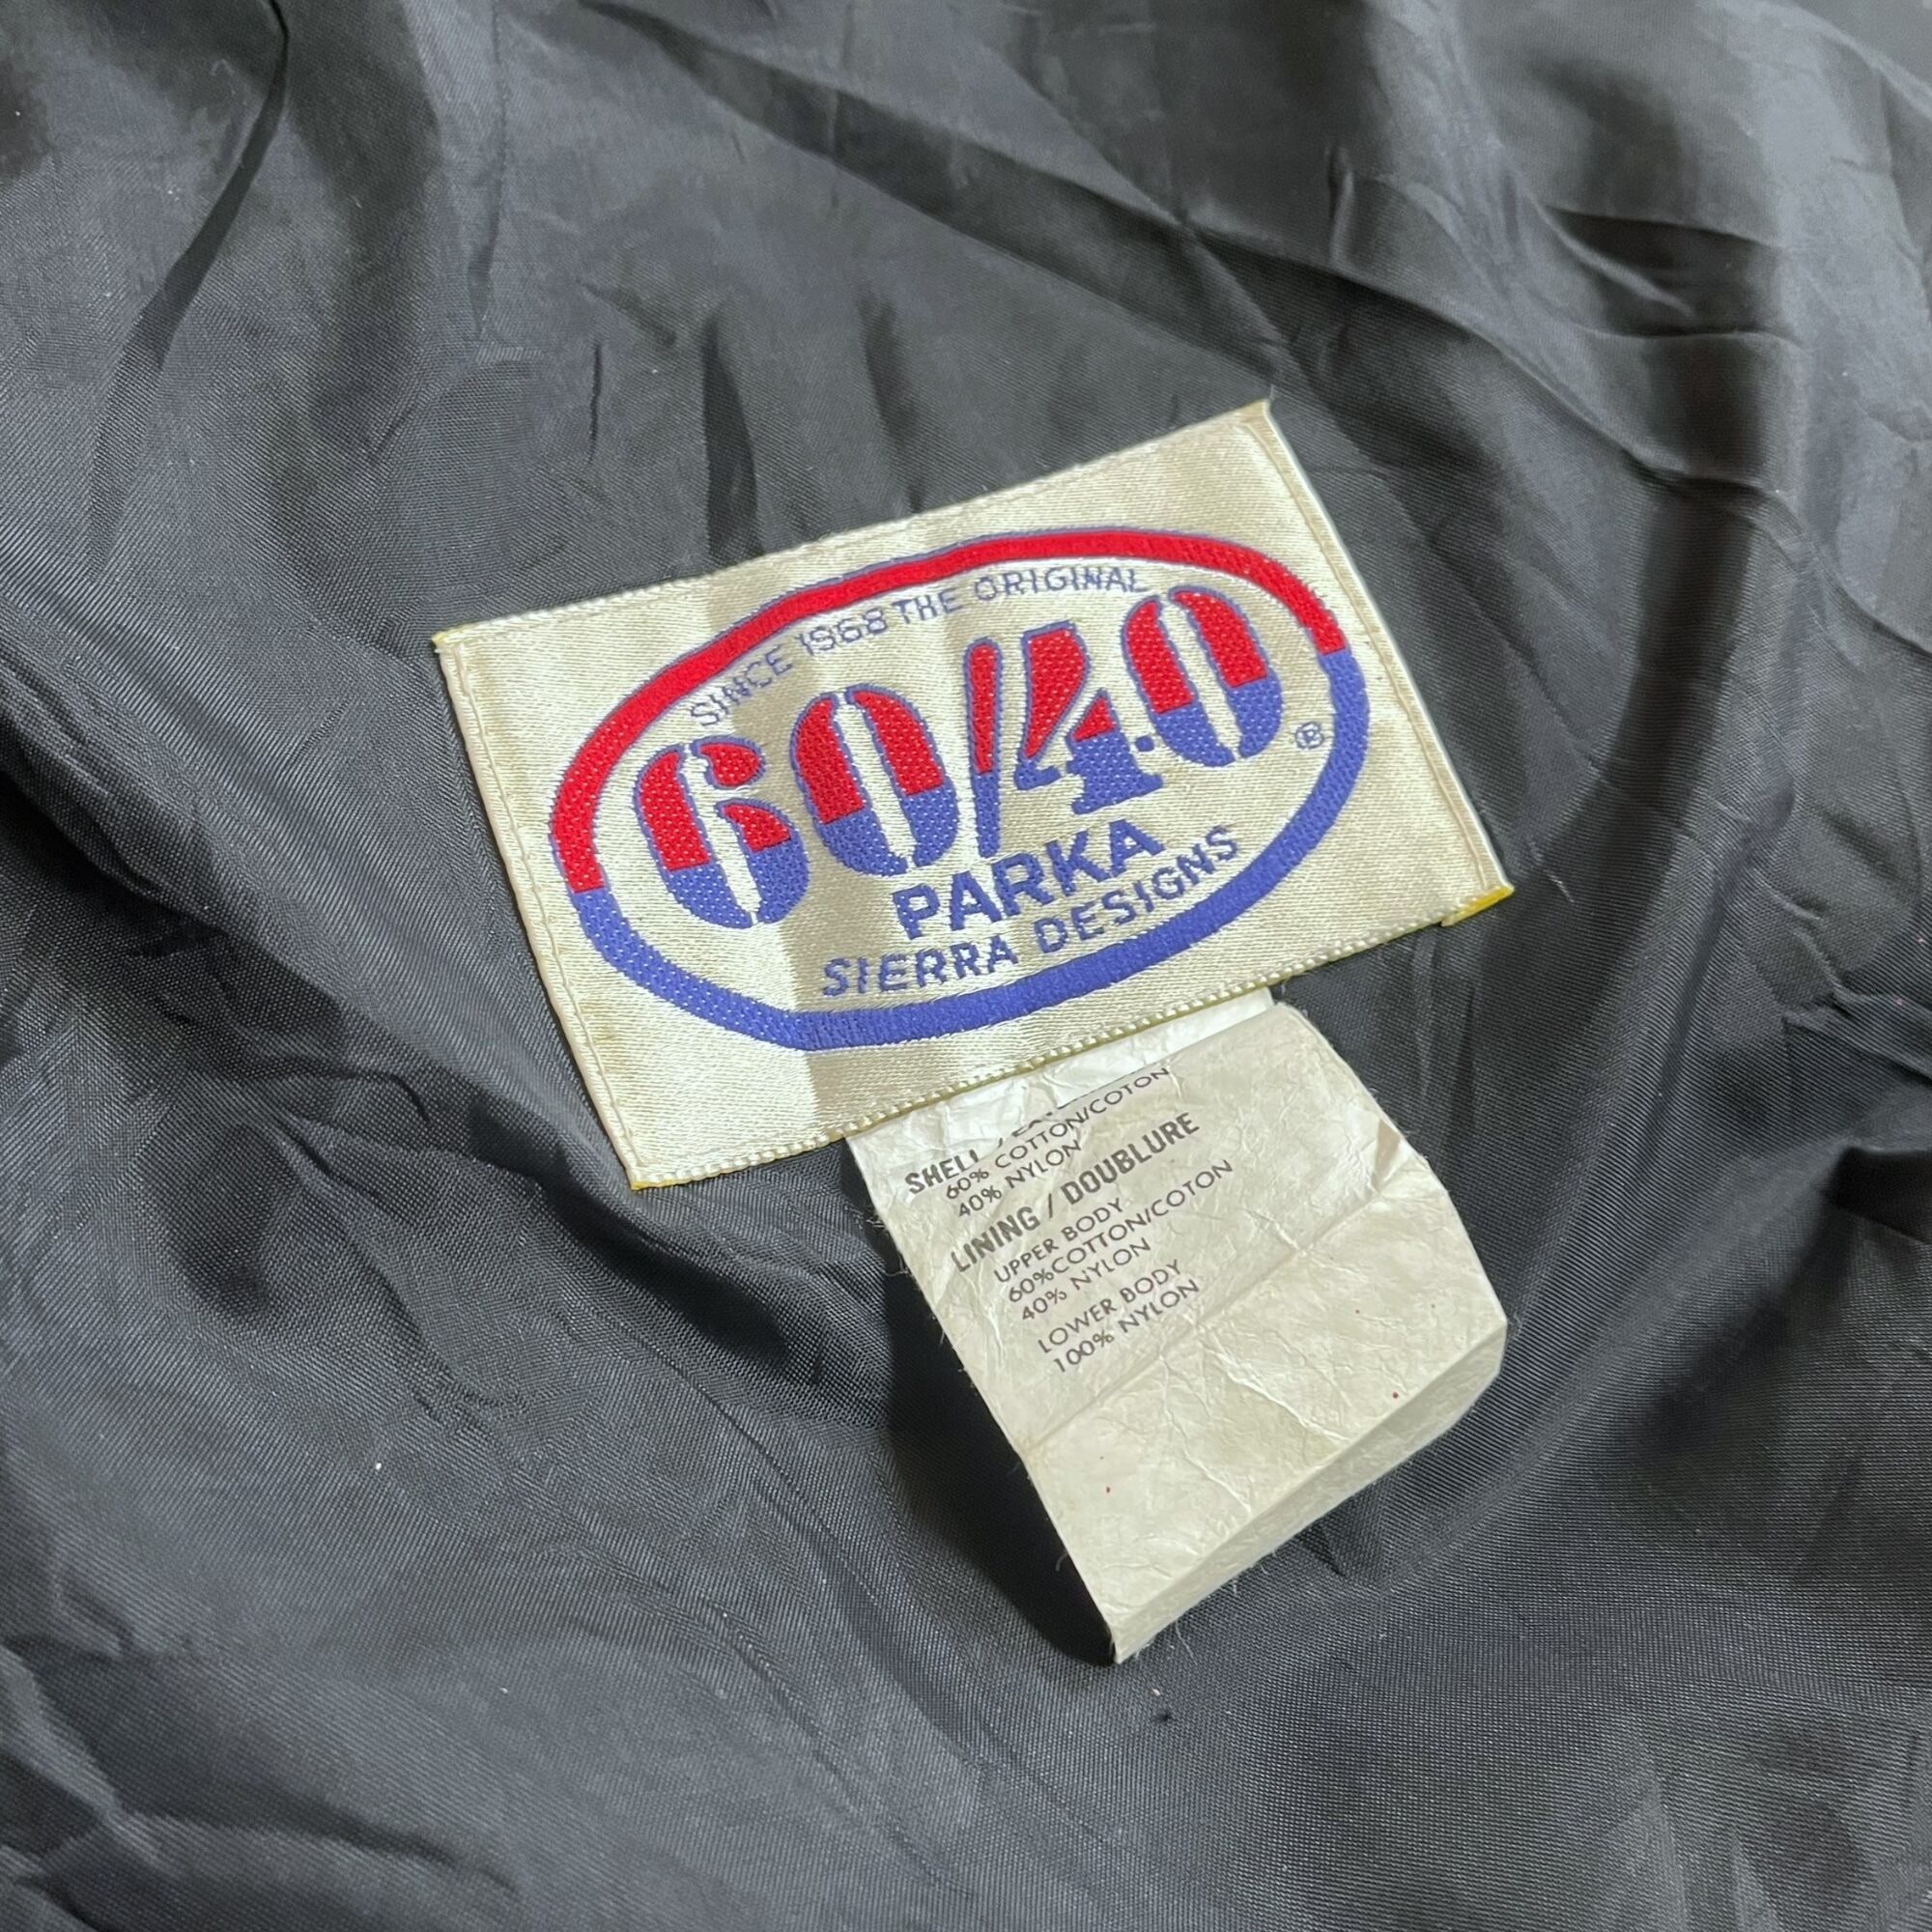 SINCE 1968 THE ORIGINAL
60/40
®
PARKA
SIERRA DESIGNS
SHELL /
60% COTTON/COTON
40% NYLON
LINING / DOUBLURE
UPPER BODY
60%COTTON/COTON
40% NYLON
LOWER BODY
100% NYLON